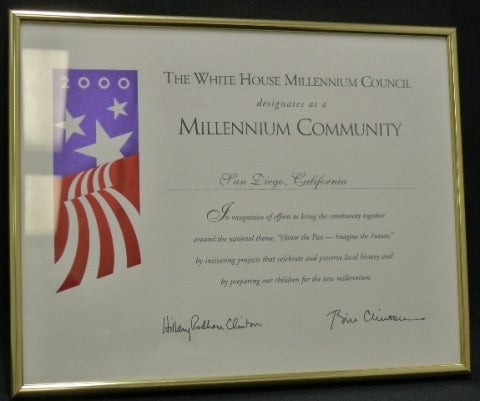 2000
THE WHITE HOUSE MILLENNIUM COUNCIL
designates as a
MILLENNIUM COMMUNITY
San Diego, California
In recognition of efforts to bring the community together
around the national theme, "Honor the Past — Imagine the Future,"
by initiating projects that celebrate and preserve local history and
by preparing our children for the new millennium.
Hillary Rodham Clinton
Bill Clinton